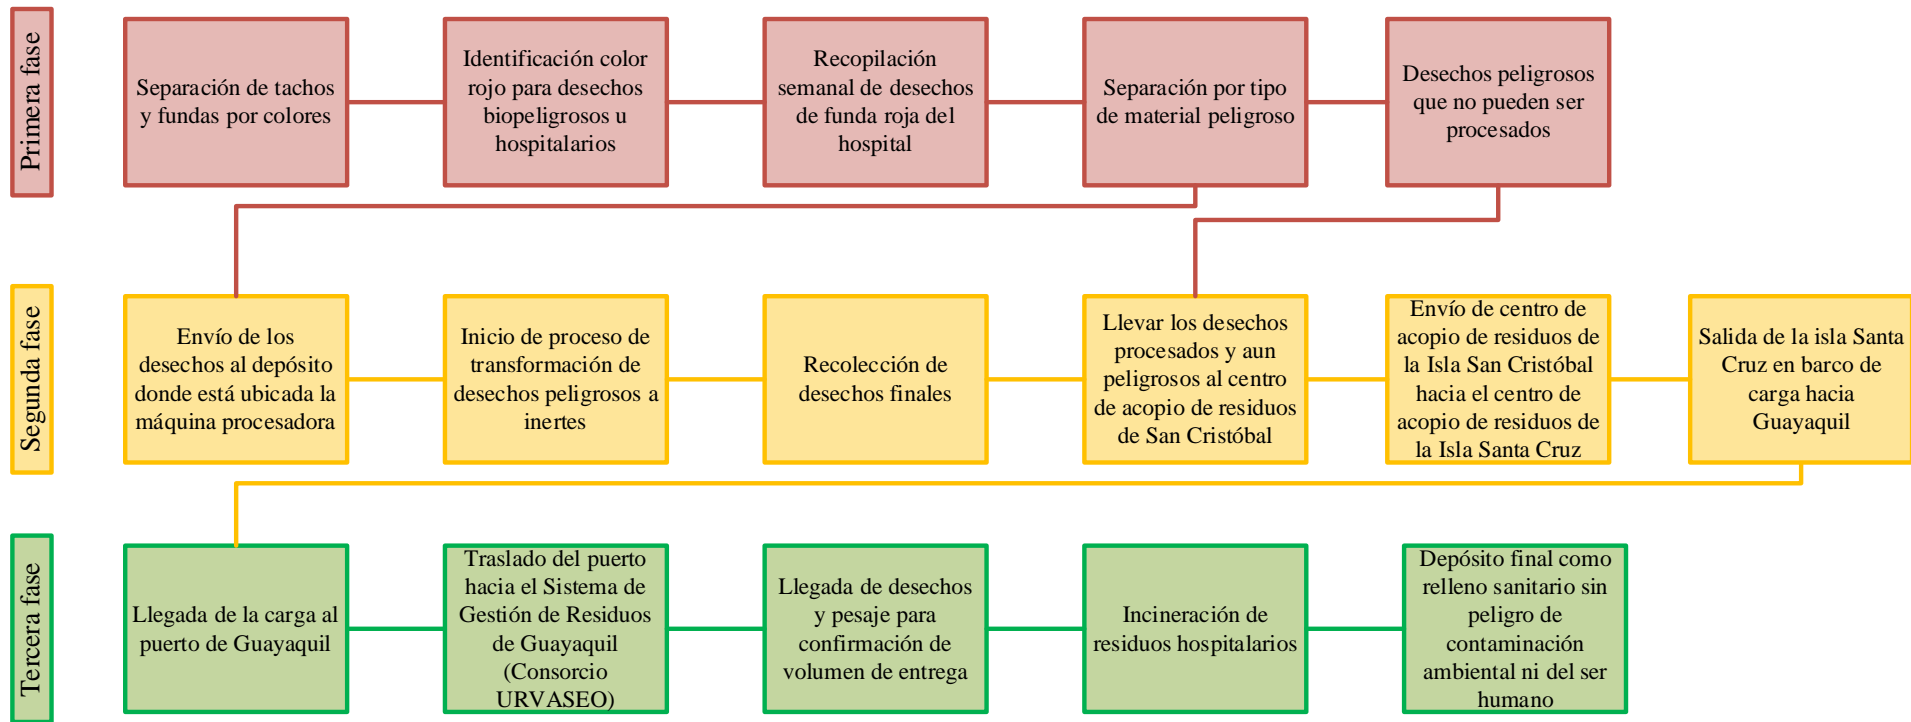 Primera fase
Separación de tachos
y fundas por colores
Identificación color
rojo para desechos
biopeligrosos u
hospitalarios
Recopilación
semanal de desechos
de funda roja del
hospital
Separación por tipo
de material peligroso
Desechos peligrosos
que no pueden ser
procesados
Segunda fase
Envío de los
desechos al depósito
donde está ubicada la
máquina procesadora
Inicio de proceso de
transformación de
desechos peligrosos a
inertes
Recolección de
desechos finales
Llevar los desechos
procesados y aun
peligrosos al centro
de acopio de residuos
de San Cristóbal
Envío de centro de
acopio de residuos de
la Isla San Cristóbal
hacia el centro de
acopio de residuos de
la Isla Santa Cruz
Salida de la isla Santa
Cruz en barco de
carga hacia
Guayaquil
Tercera fase
Llegada de la carga al
puerto de Guayaquil
Traslado del puerto
hacia el Sistema de
Gestión de Residuos
de Guayaquil
(Consorcio
URVASEO)
Llegada de desechos
y pesaje para
confirmación de
volumen de entrega
Incineración de
residuos hospitalarios
Depósito final como
relleno sanitario sin
peligro de
contaminación
ambiental ni del ser
humano